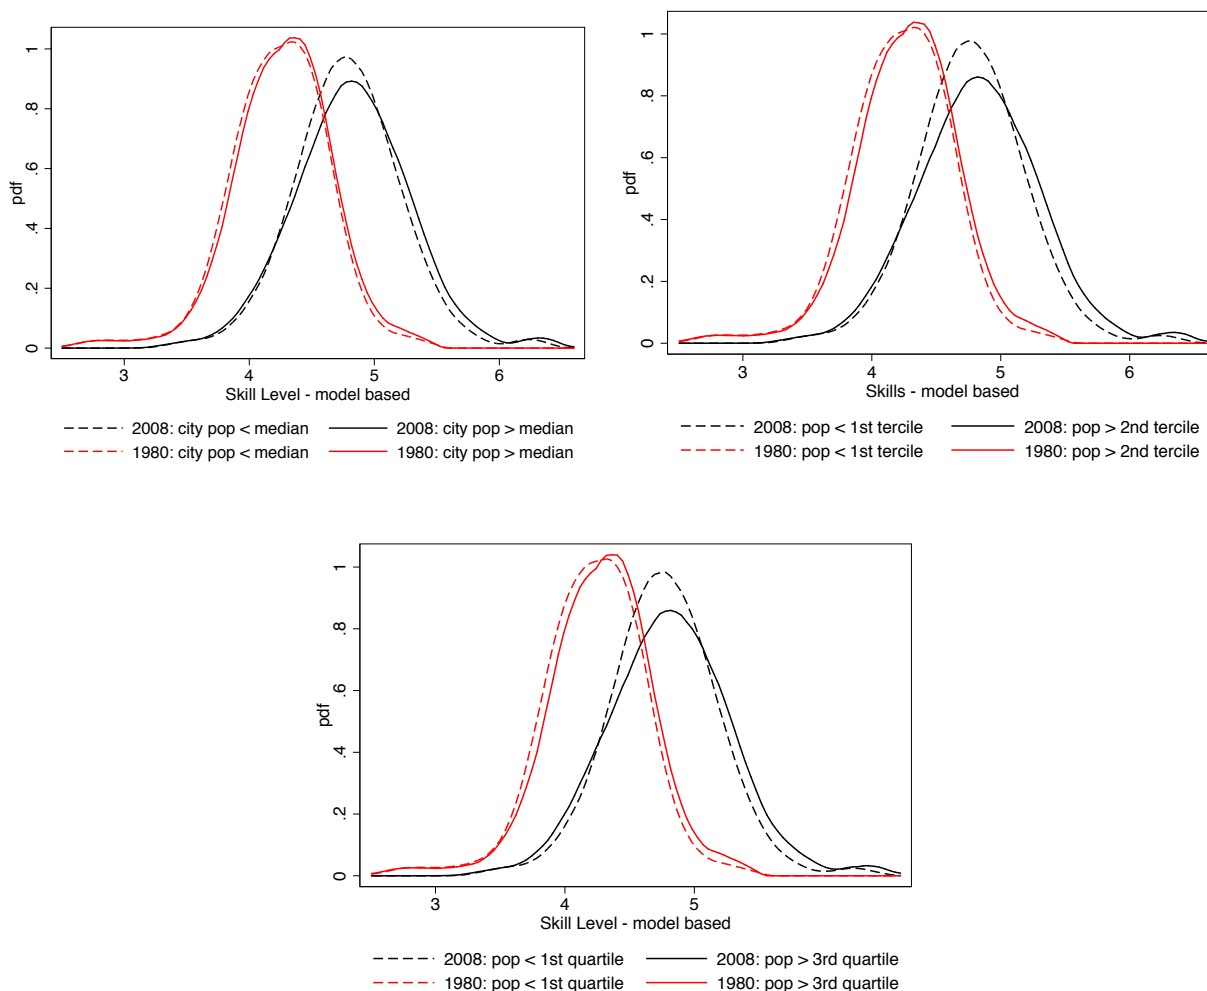 pdf
1
.8
.6
.4
.2
0
3 4 5 6
Skill Level - model based
2008: city pop < median 2008: city pop > median
1980: city pop < median 1980: city pop > median
pdf
1
.8
.6
.4
.2
0
3 4 5 6
Skills - model based
2008: pop < 1st tercile 2008: pop > 2nd tercile
1980: pop < 1st tercile 1980: pop > 2nd tercile
pdf
1
.8
.6
.4
.2
0
3 4 5
Skill Level - model based
2008: pop < 1st quartile 2008: pop > 3rd quartile
1980: pop < 1st quartile 1980: pop > 3rd quartile